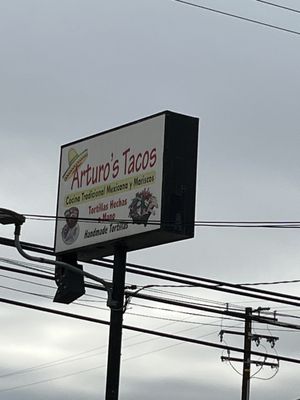 Arturo's Tacos
Cocina Tradicional Mexicana y Mariscos
Tortillas Hechas
a Mano
Handmade Tortillas